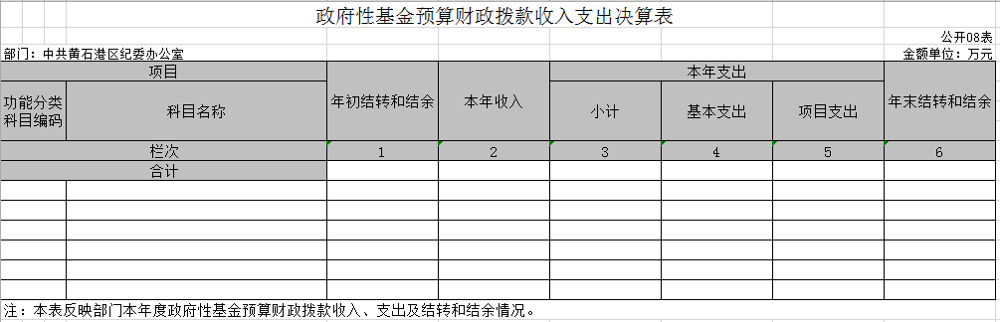 政府性基金预算财政拨款收入支出决算表
公开08表
部门：中共黄石港区纪委办公室 金额单位：万元
项目 年初结转和结余 本年收入 本年支出 年末结转和结余
功能分类科目编码 科目名称 小计 基本支出 项目支出
栏次 1 2 3 4 5 6
合计
注：本表反映部门本年度政府性基金预算财政拨款收入、支出及结转和结余情况。